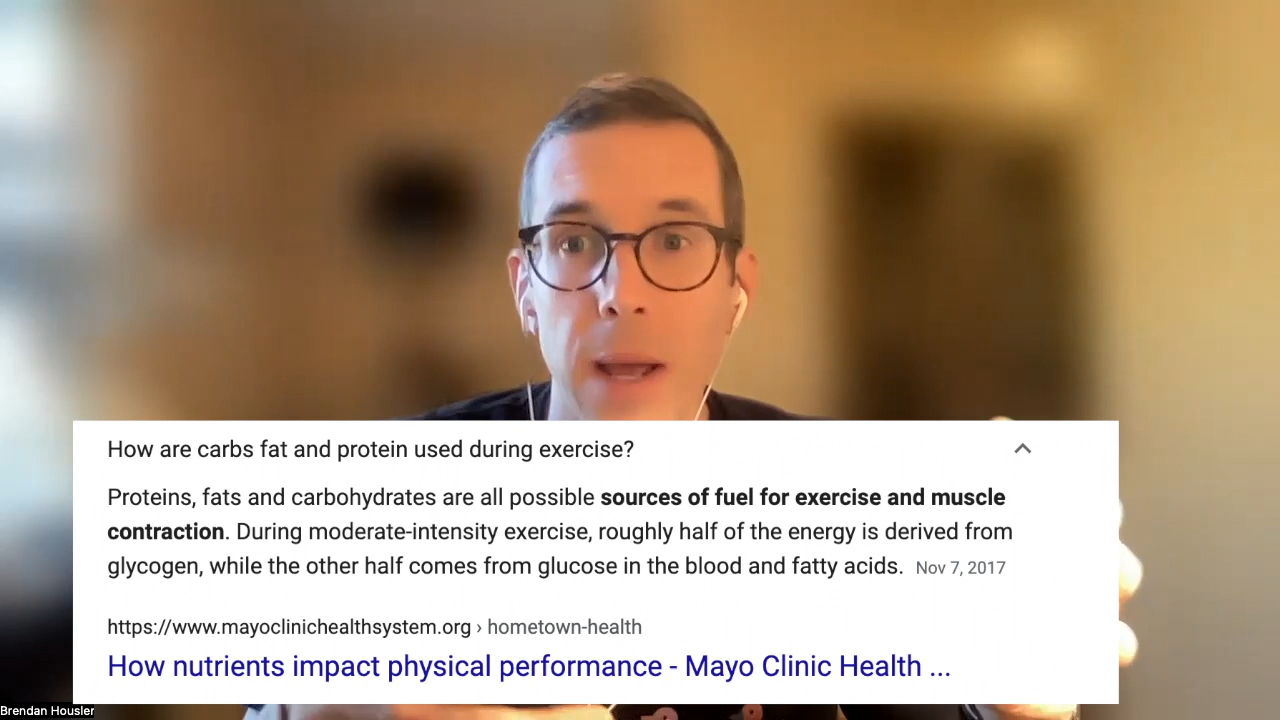 How are carbs fat and protein used during exercise?
Proteins, fats and carbohydrates are all possible sources of fuel for exercise and muscle
contraction. During moderate-intensity exercise, roughly half of the energy is derived from
glycogen, while the other half comes from glucose in the blood and fatty acids. Nov 7, 2017
https://www.mayoclinichealthsystem.org › hometown-health
How nutrients impact physical performance - Mayo Clinic Health ...
Brendan Housler